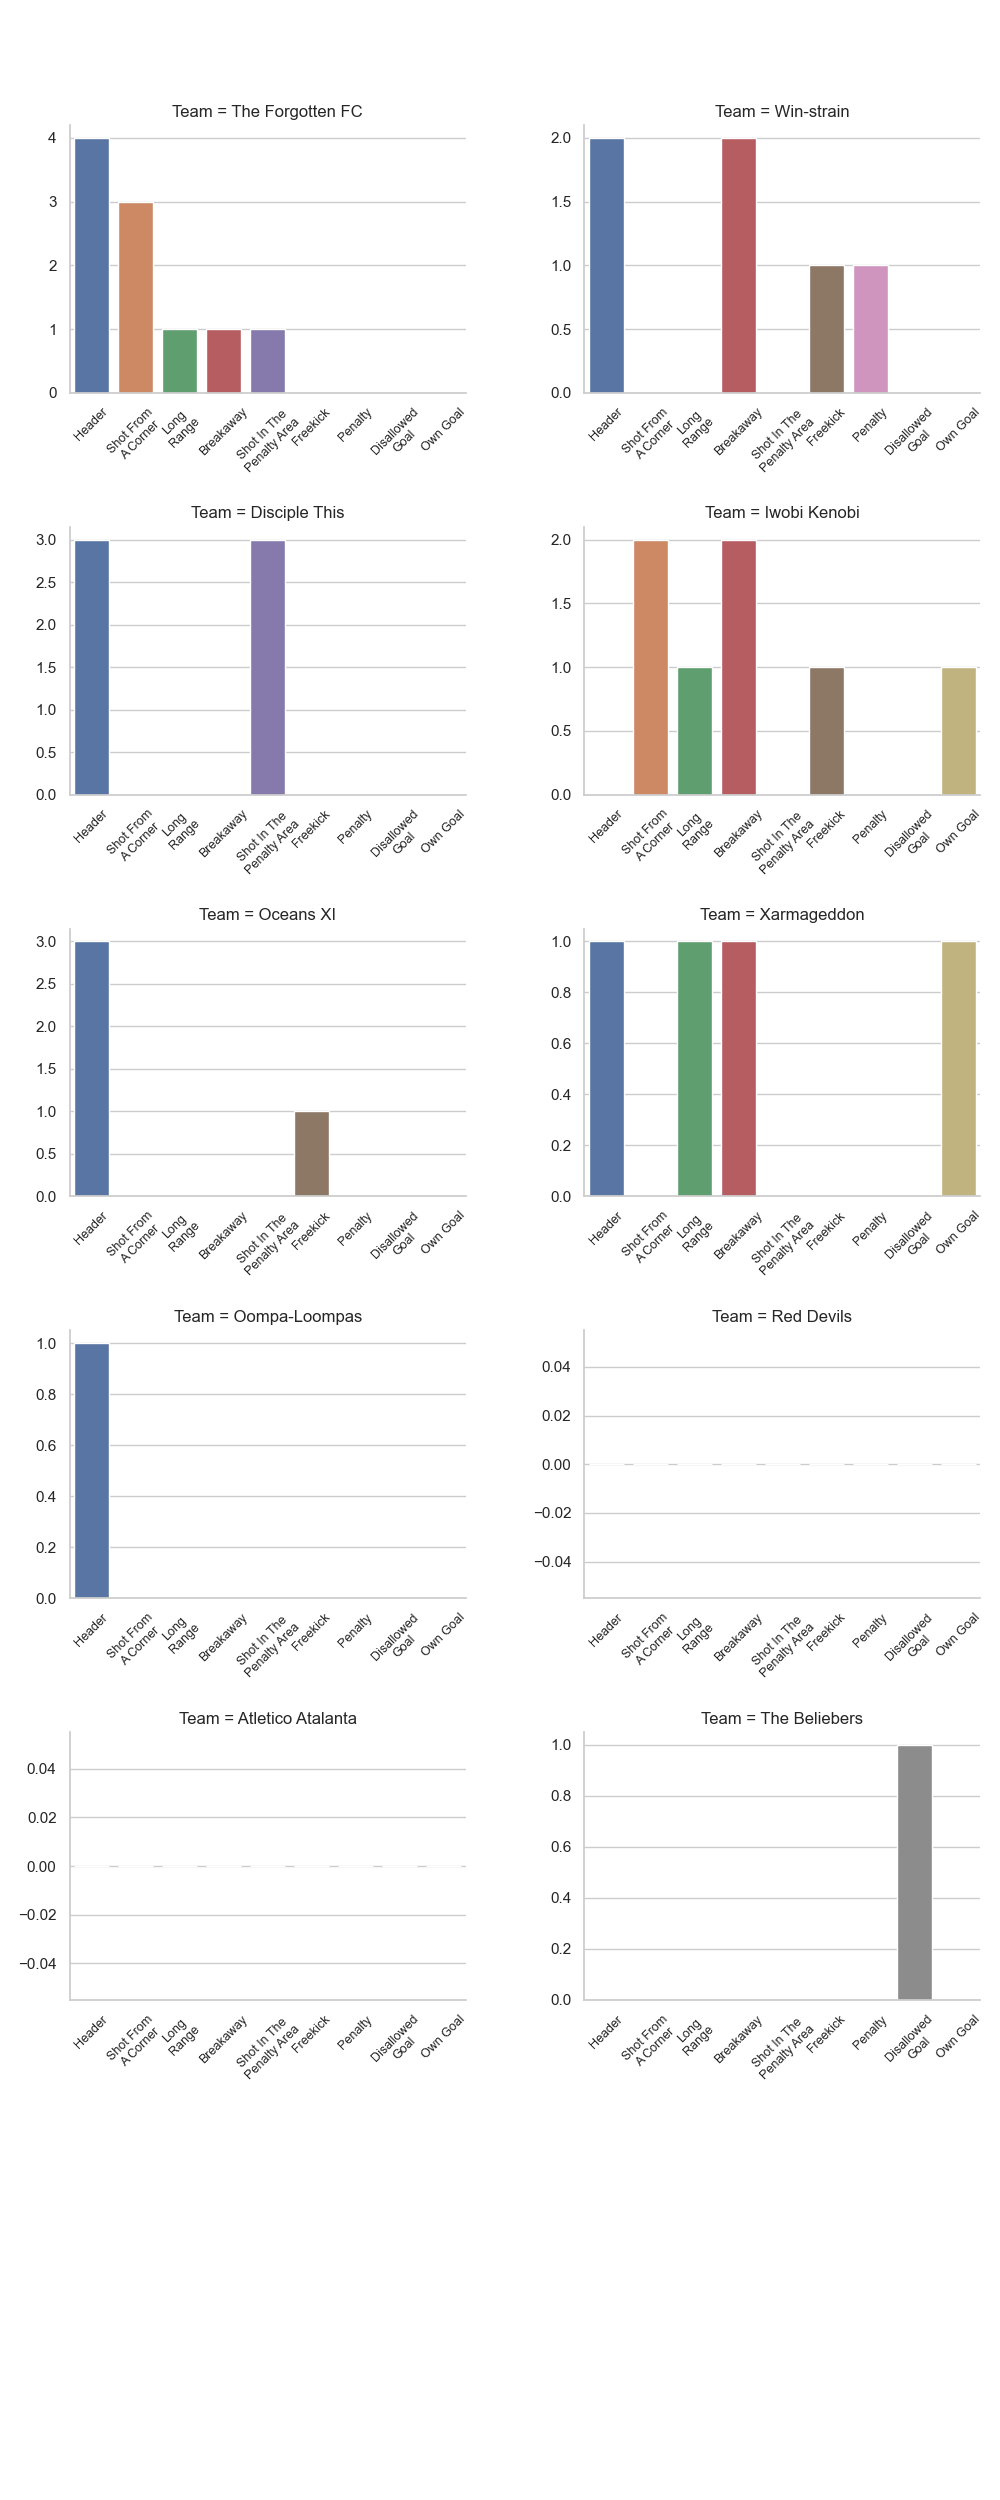 Team = The Forgotten FC
4
3
2
1
0
Header
Shot From
A Corner
Long
Range
Breakaway
Shot In The
Penalty Area
Freekick
Penalty
Disallowed
Goal
Own Goal
Team = Win-strain
2.0
1.5
1.0
0.5
0.0
Header
Shot From
A Corner
Long
Range
Breakaway
Shot In The
Penalty Area
Freekick
Penalty
Disallowed
Goal
Own Goal
Team = Disciple This
3.0
2.5
2.0
1.5
1.0
0.5
0.0
Header
Shot From
A Corner
Long
Range
Breakaway
Shot In The
Penalty Area
Freekick
Penalty
Disallowed
Goal
Own Goal
Team = Iwobi Kenobi
2.0
1.5
1.0
0.5
0.0
Header
Shot From
A Corner
Long
Range
Breakaway
Shot In The
Penalty Area
Freekick
Penalty
Disallowed
Goal
Own Goal
Team = Oceans XI
3.0
2.5
2.0
1.5
1.0
0.5
0.0
Header
Shot From
A Corner
Long
Range
Breakaway
Shot In The
Penalty Area
Freekick
Penalty
Disallowed
Goal
Own Goal
Team = Xarmageddon
1.0
0.8
0.6
0.4
0.2
0.0
Header
Shot From
A Corner
Long
Range
Breakaway
Shot In The
Penalty Area
Freekick
Penalty
Disallowed
Goal
Own Goal
Team = Oompa-Loompas
1.0
0.8
0.6
0.4
0.2
0.0
Header
Shot From
A Corner
Long
Range
Breakaway
Shot In The
Penalty Area
Freekick
Penalty
Disallowed
Goal
Own Goal
Team = Red Devils
0.04
0.02
0.00
−0.02
−0.04
Header
Shot From
A Corner
Long
Range
Breakaway
Shot In The
Penalty Area
Freekick
Penalty
Disallowed
Goal
Own Goal
Team = Atletico Atalanta
0.04
0.02
0.00
−0.02
−0.04
Header
Shot From
A Corner
Long
Range
Breakaway
Shot In The
Penalty Area
Freekick
Penalty
Disallowed
Goal
Own Goal
Team = The Beliebers
1.0
0.8
0.6
0.4
0.2
0.0
Header
Shot From
A Corner
Long
Range
Breakaway
Shot In The
Penalty Area
Freekick
Penalty
Disallowed
Goal
Own Goal